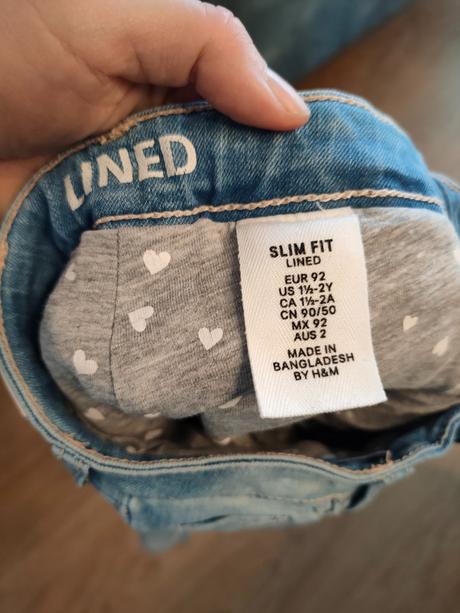 LINED
SLIM FIT
LINED
EUR 92
US 1½-2Y
CA 1½-2A
CN 90/50
MX 92
AUS 2
MADE IN
BANGLADESH
BY H&M